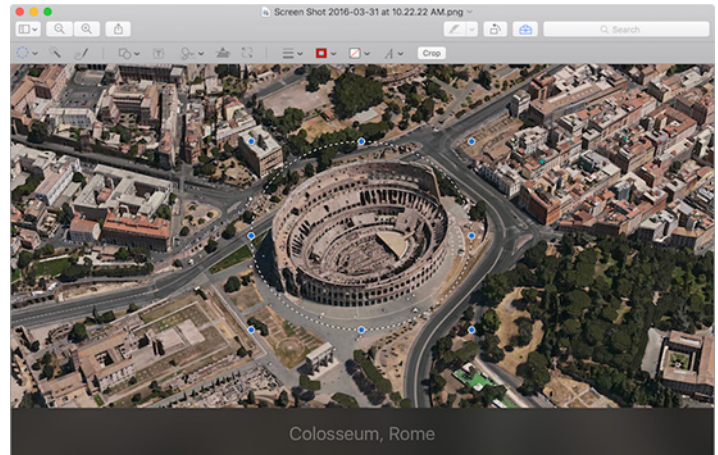 Screen Shot 2016-03-31 at 10.22.22 AM.png
Search
A
Crop
Colosseum, Rome